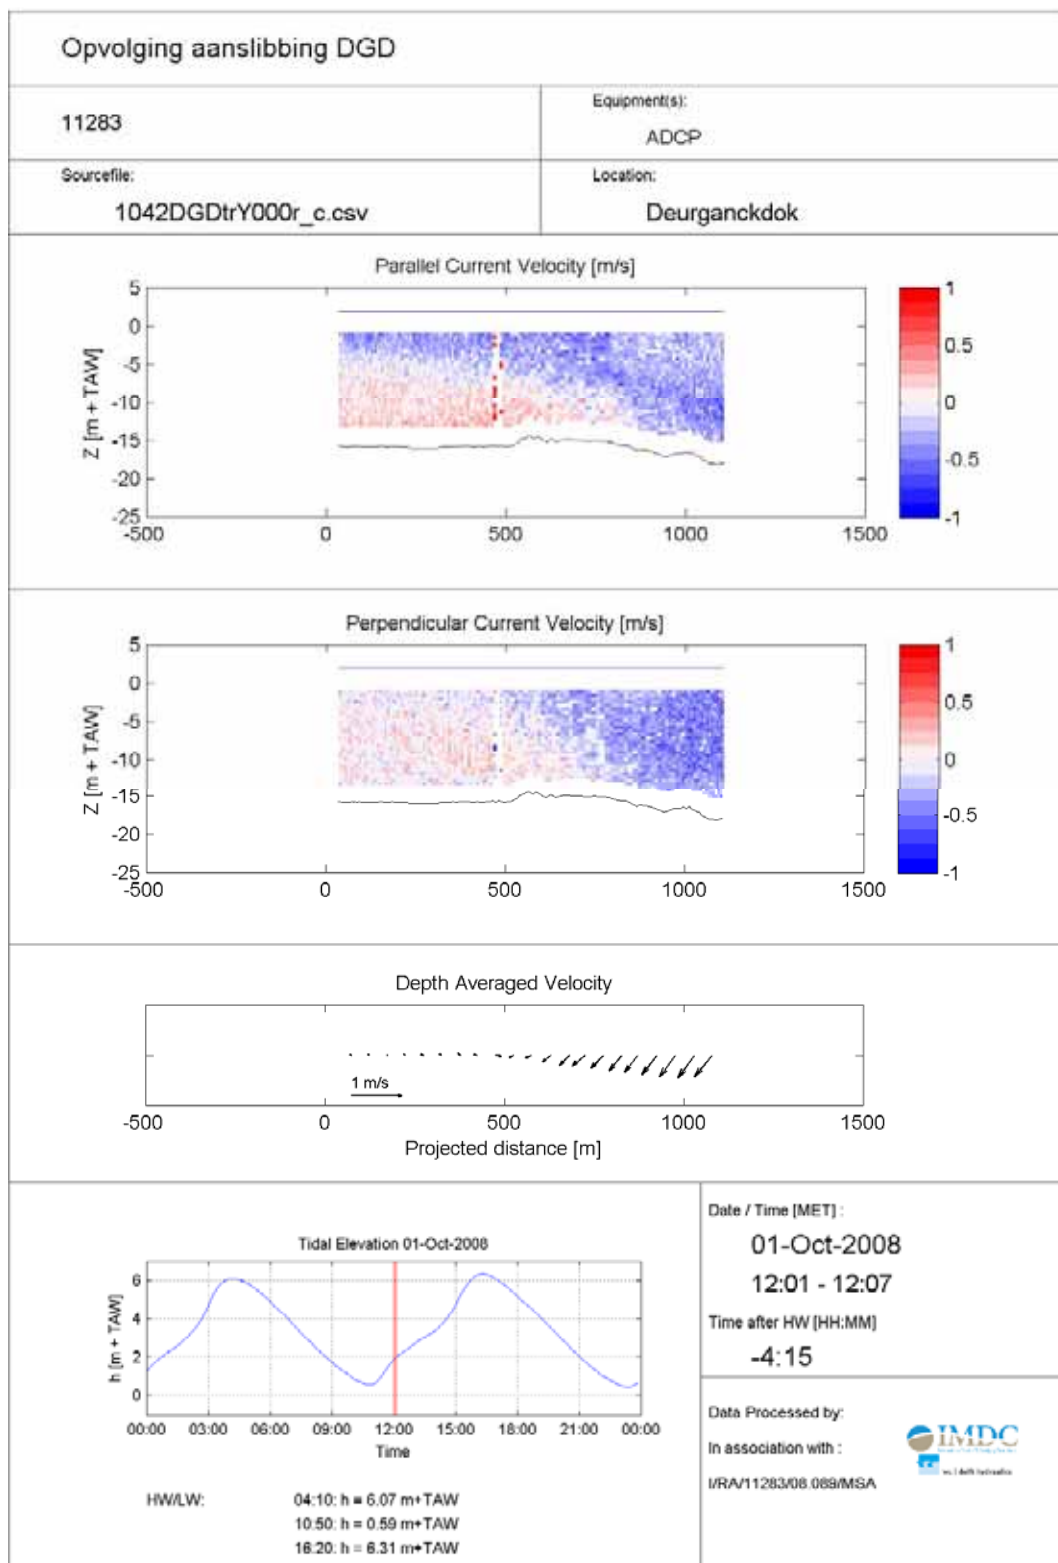 Opvolging aanslibbing DGD
11283
Equipment(s):
ADCP
Sourcefile:
1042DGDtrY000r_c.csv
Location:
Deurganckdok
Parallel Current Velocity [m/s]
5
0
-5
-10
-15
-20
-25
Z [m + TAW]
-500
0
500
1000
1500
1
0.5
0
-0.5
-1
Perpendicular Current Velocity [m/s]
5
0
-5
-10
-15
-20
-25
Z [m + TAW]
-500
0
500
1000
1500
1
0.5
0
-0.5
-1
Depth Averaged Velocity
1 m/s
-500
0
500
1000
1500
Projected distance [m]
Tidal Elevation 01-Oct-2008
6
4
2
0
h [m + TAW]
00:00 03:00 06:00 09:00 12:00 15:00 18:00 21:00 00:00
Time
HW/LW:
04:10: h = 6.07 m+TAW
10:50: h = 0.59 m+TAW
16:20: h = 6.31 m+TAW
Date / Time [MET] :
01-Oct-2008
12:01 - 12:07
Time after HW [HH:MM]
-4:15
Data Processed by:
In association with :
I/RA/11283/08.089/MSA
IMDC
wl | delft hydraulics